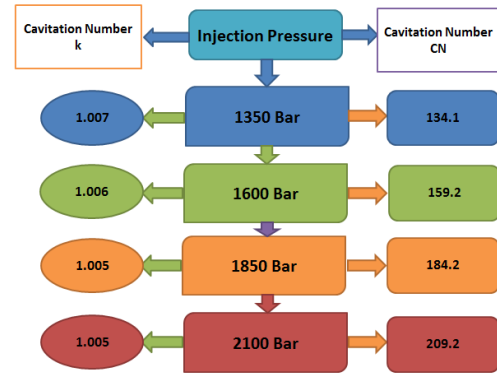 Cavitation Number
k
Injection Pressure
Cavitation Number
CN
1.007
1350 Bar
134.1
1.006
1600 Bar
159.2
1.005
1850 Bar
184.2
1.005
2100 Bar
209.2